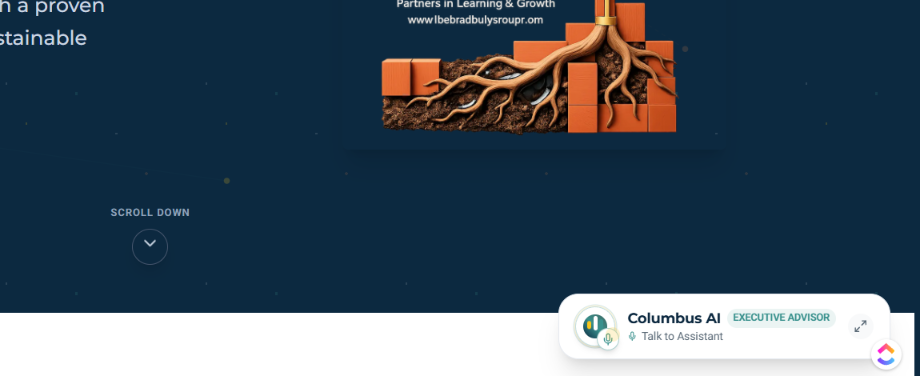 h a proven
stainable
Partners in Learning & Growth
www.lbebradbulysroupr.om
SCROLL DOWN
Columbus AI EXECUTIVE ADVISOR
Talk to Assistant